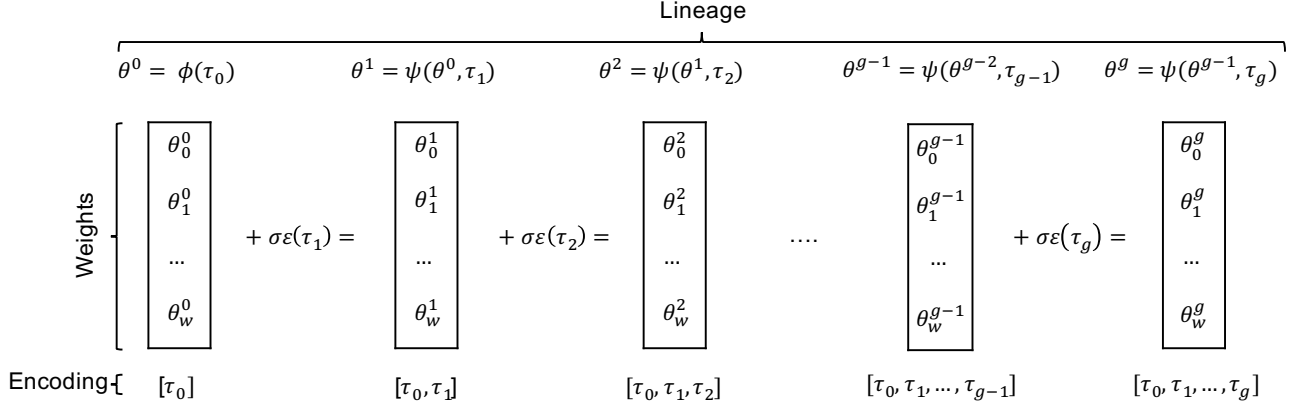 Lineage
θ^0 = ϕ(τ_0) θ^1 = ψ(θ^0, τ_1) θ^2 = ψ(θ^1, τ_2) θ^{g−1} = ψ(θ^{g−2}, τ_{g−1}) θ^g = ψ(θ^{g−1}, τ_g)
θ_0^0 θ_0^1 θ_0^2 θ_0^{g−1} θ_0^g
θ_1^0 θ_1^1 θ_1^2 θ_1^{g−1} θ_1^g
Weights + σε(τ_1) = + σε(τ_2) = .... + σε(τ_g) =
... ... ... ... ...
θ_w^0 θ_w^1 θ_w^2 θ_w^{g−1} θ_w^g
Encoding [τ_0] [τ_0, τ_1] [τ_0, τ_1, τ_2] [τ_0, τ_1, ..., τ_{g−1}] [τ_0, τ_1, ..., τ_g]